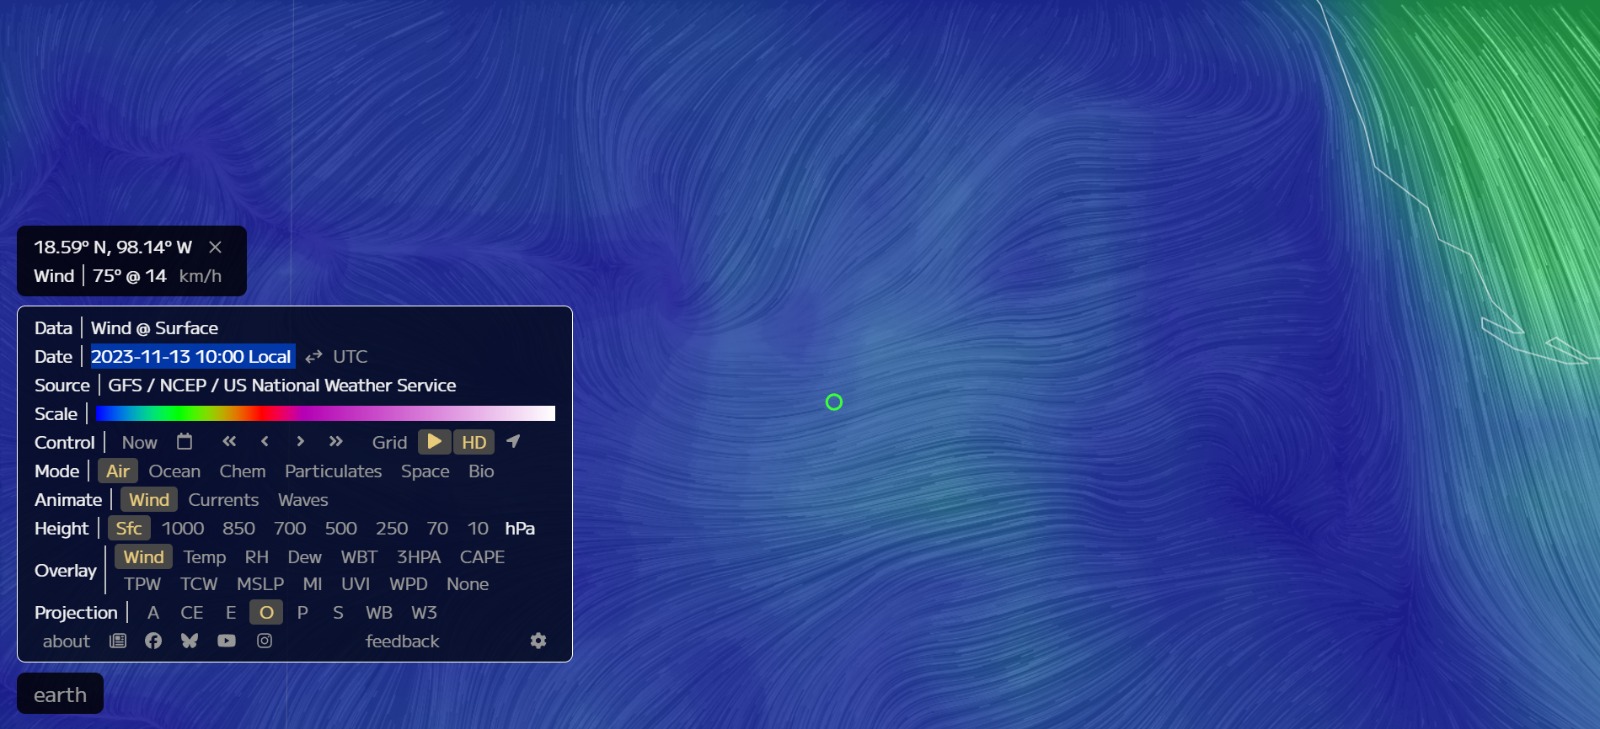 18.59° N, 98.14° W
Wind | 75° @ 14 km/h
Data | Wind @ Surface
Date | 2023-11-13 10:00 Local ⇄ UTC
Source | GFS / NCEP / US National Weather Service
Scale |
Control | Now Grid HD
Mode | Air Ocean Chem Particulates Space Bio
Animate | Wind Currents Waves
Height | Sfc 1000 850 700 500 250 70 10 hPa
Overlay | Wind Temp RH Dew WBT 3HPA CAPE
TPW TCW MSLP MI UVI WPD None
Projection | A CE E O P S WB W3
about feedback
earth